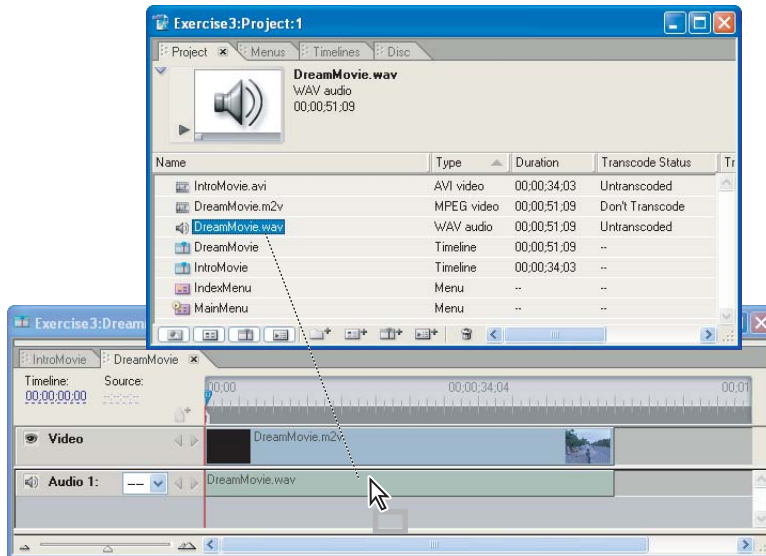 Exercise3:Project:1
Project Menus Timelines Disc
DreamMovie.wav
WAV audio
00;00;51;09
Name Type Duration Transcode Status Tr
IntroMovie.avi AVI video 00;00;34;03 Untranscoded
DreamMovie.m2v MPEG video 00;00;51;09 Don't Transcode
DreamMovie.wav WAV audio 00;00;51;09 Untranscoded
DreamMovie Timeline 00;00;51;09 --
IntroMovie Timeline 00;00;34;03 --
IndexMenu Menu -- --
MainMenu Menu -- --
Exercise3:Dream
IntroMovie DreamMovie
Timeline: Source:
00;00;00;00 --;--;--;--
00;00 00;00;34;04 00;01
Video DreamMovie.m2v
Audio 1: -- DreamMovie.wav